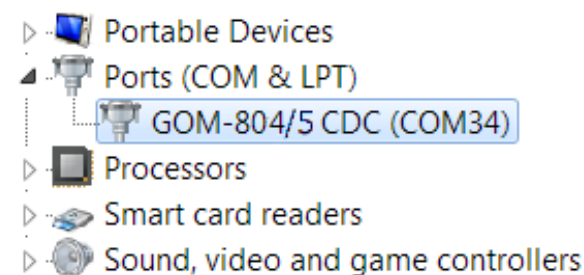 Portable Devices
Ports (COM & LPT)
GOM-804/5 CDC (COM34)
Processors
Smart card readers
Sound, video and game controllers